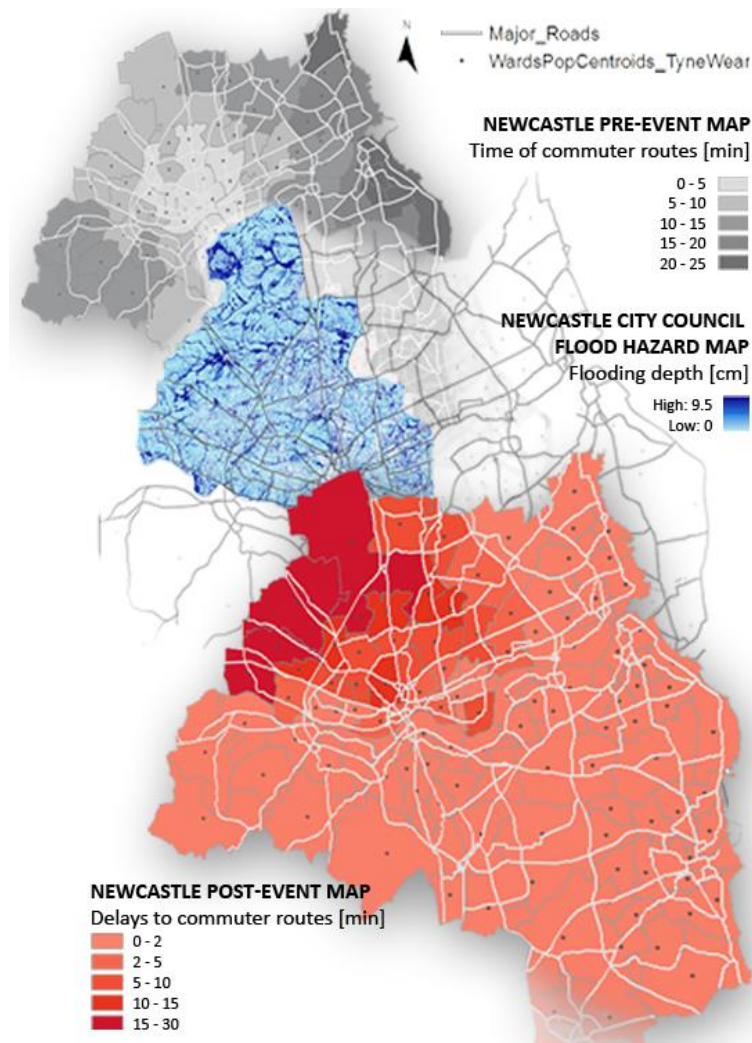 N
Major_Roads
WardsPopCentroids_TyneWear
NEWCASTLE PRE-EVENT MAP
Time of commuter routes [min]
0 - 5
5 - 10
10 - 15
15 - 20
20 - 25
NEWCASTLE CITY COUNCIL
FLOOD HAZARD MAP
Flooding depth [cm]
High: 9.5
Low: 0
NEWCASTLE POST-EVENT MAP
Delays to commuter routes [min]
0 - 2
2 - 5
5 - 10
10 - 15
15 - 30